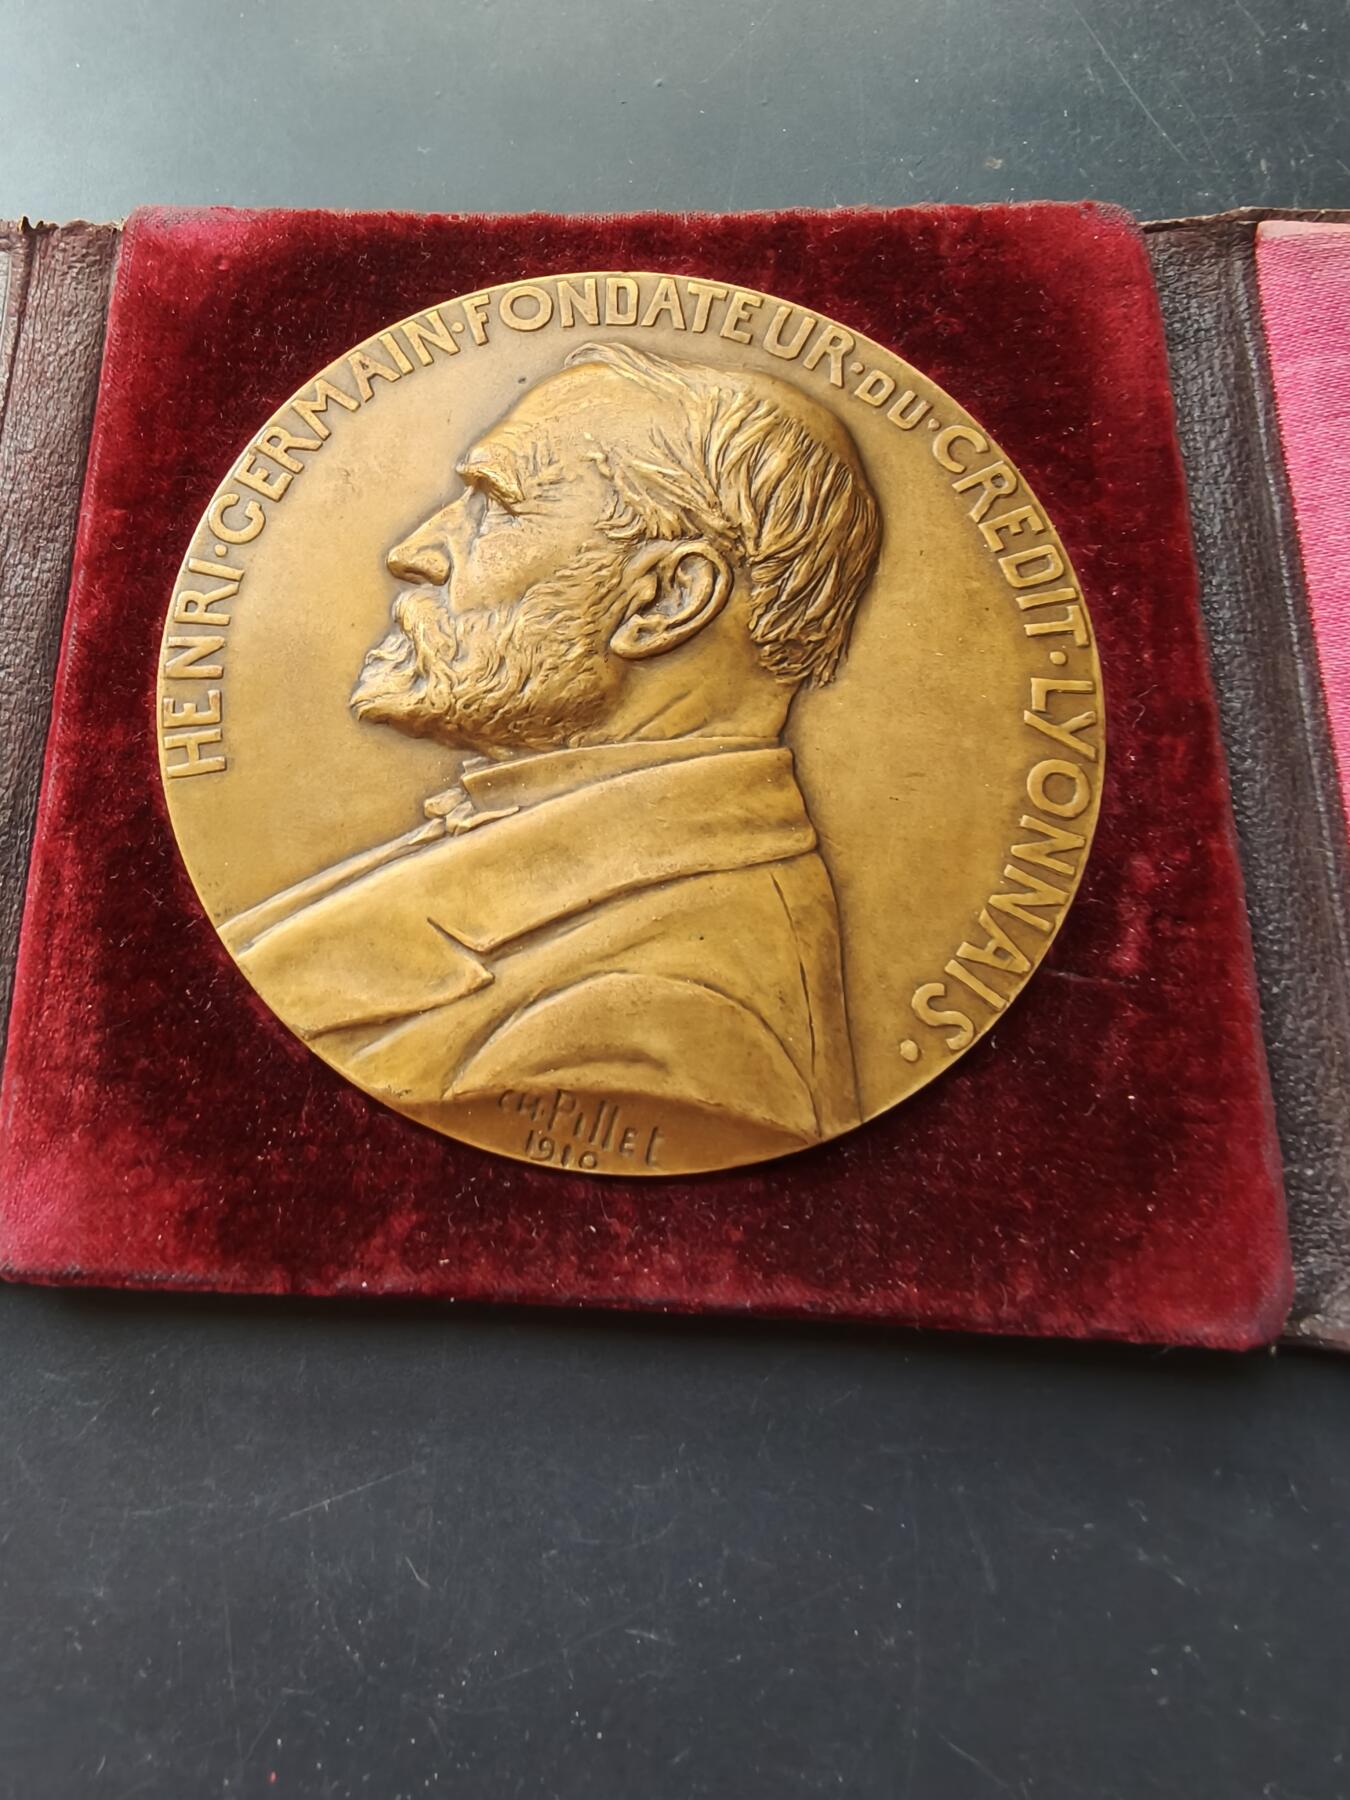 HENRI·GERMAIN·FONDATEUR·DU·CREDIT·LYONNAIS·
CH·PILLET
1910